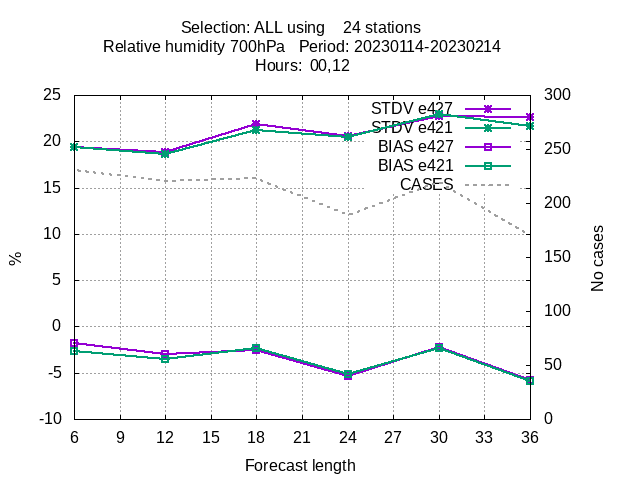 Selection: ALL using 24 stations
Relative humidity 700hPa Period: 20230114-20230214
Hours: 00,12
25
20
15
10
5
0
-5
-10
%
STDV e427
STDV e421
BIAS e427
BIAS e421
CASES
300
250
200
150
100
50
0
No cases
6 9 12 15 18 21 24 27 30 33 36
Forecast length